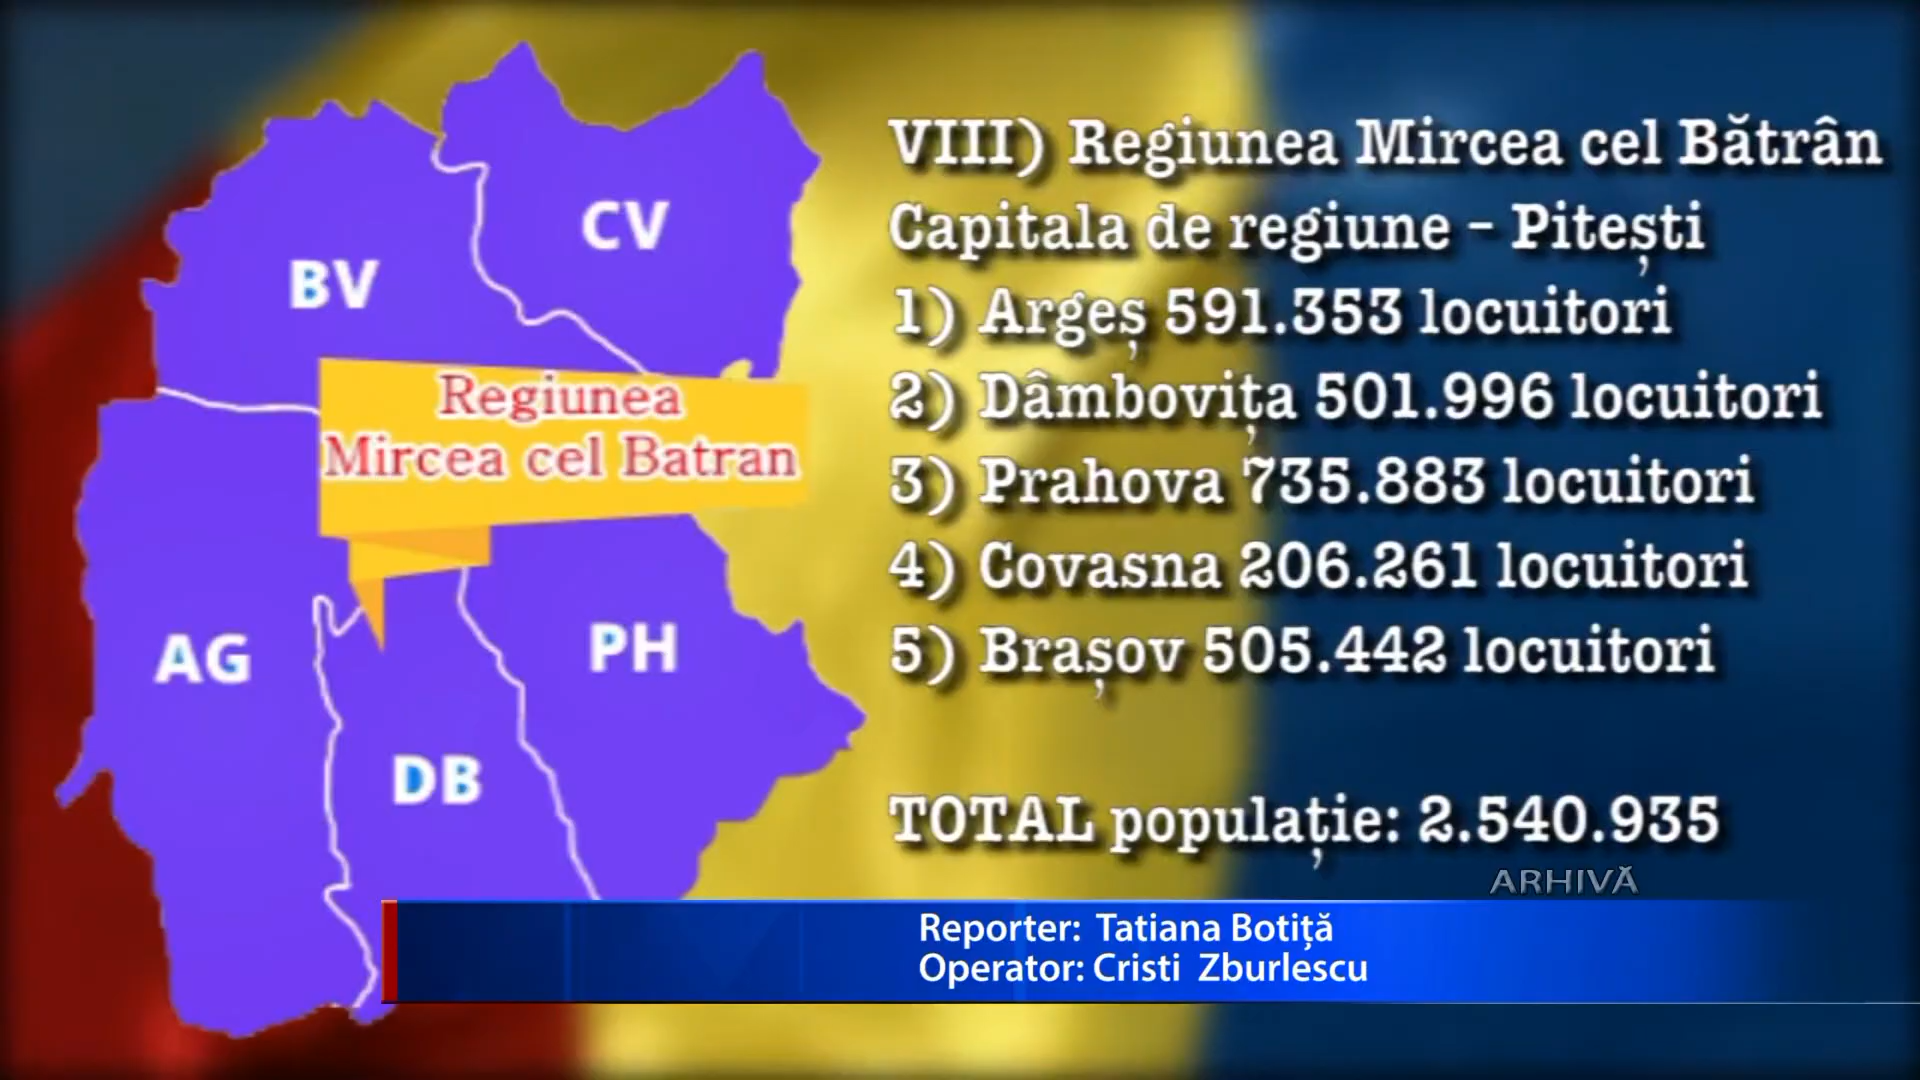 CV
BV
Regiunea
Mircea cel Batran
AG
PH
DB
VIII) Regiunea Mircea cel Bătrân
Capitala de regiune - Pitești
1) Argeș 591.353 locuitori
2) Dâmbovița 501.996 locuitori
3) Prahova 735.883 locuitori
4) Covasna 206.261 locuitori
5) Brașov 505.442 locuitori
TOTAL populație: 2.540.935
ARHIVĂ
Reporter: Tatiana Botiță
Operator: Cristi Zburlescu